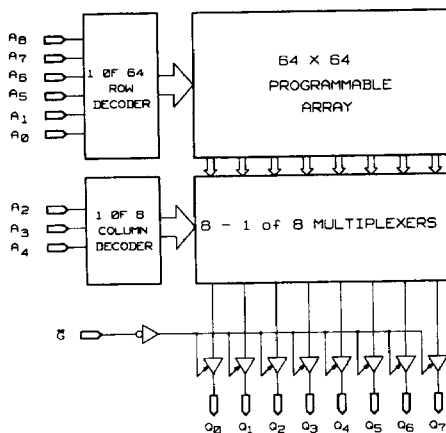 A8
A7
A6
A5
A1
A0
1 OF 64
ROW
DECODER
64 X 64
PROGRAMMABLE
ARRAY
A2
A3
A4
1 OF 8
COLUMN
DECODER
8 - 1 of 8 MULTIPLEXERS
G̅
Q0 Q1 Q2 Q3 Q4 Q5 Q6 Q7